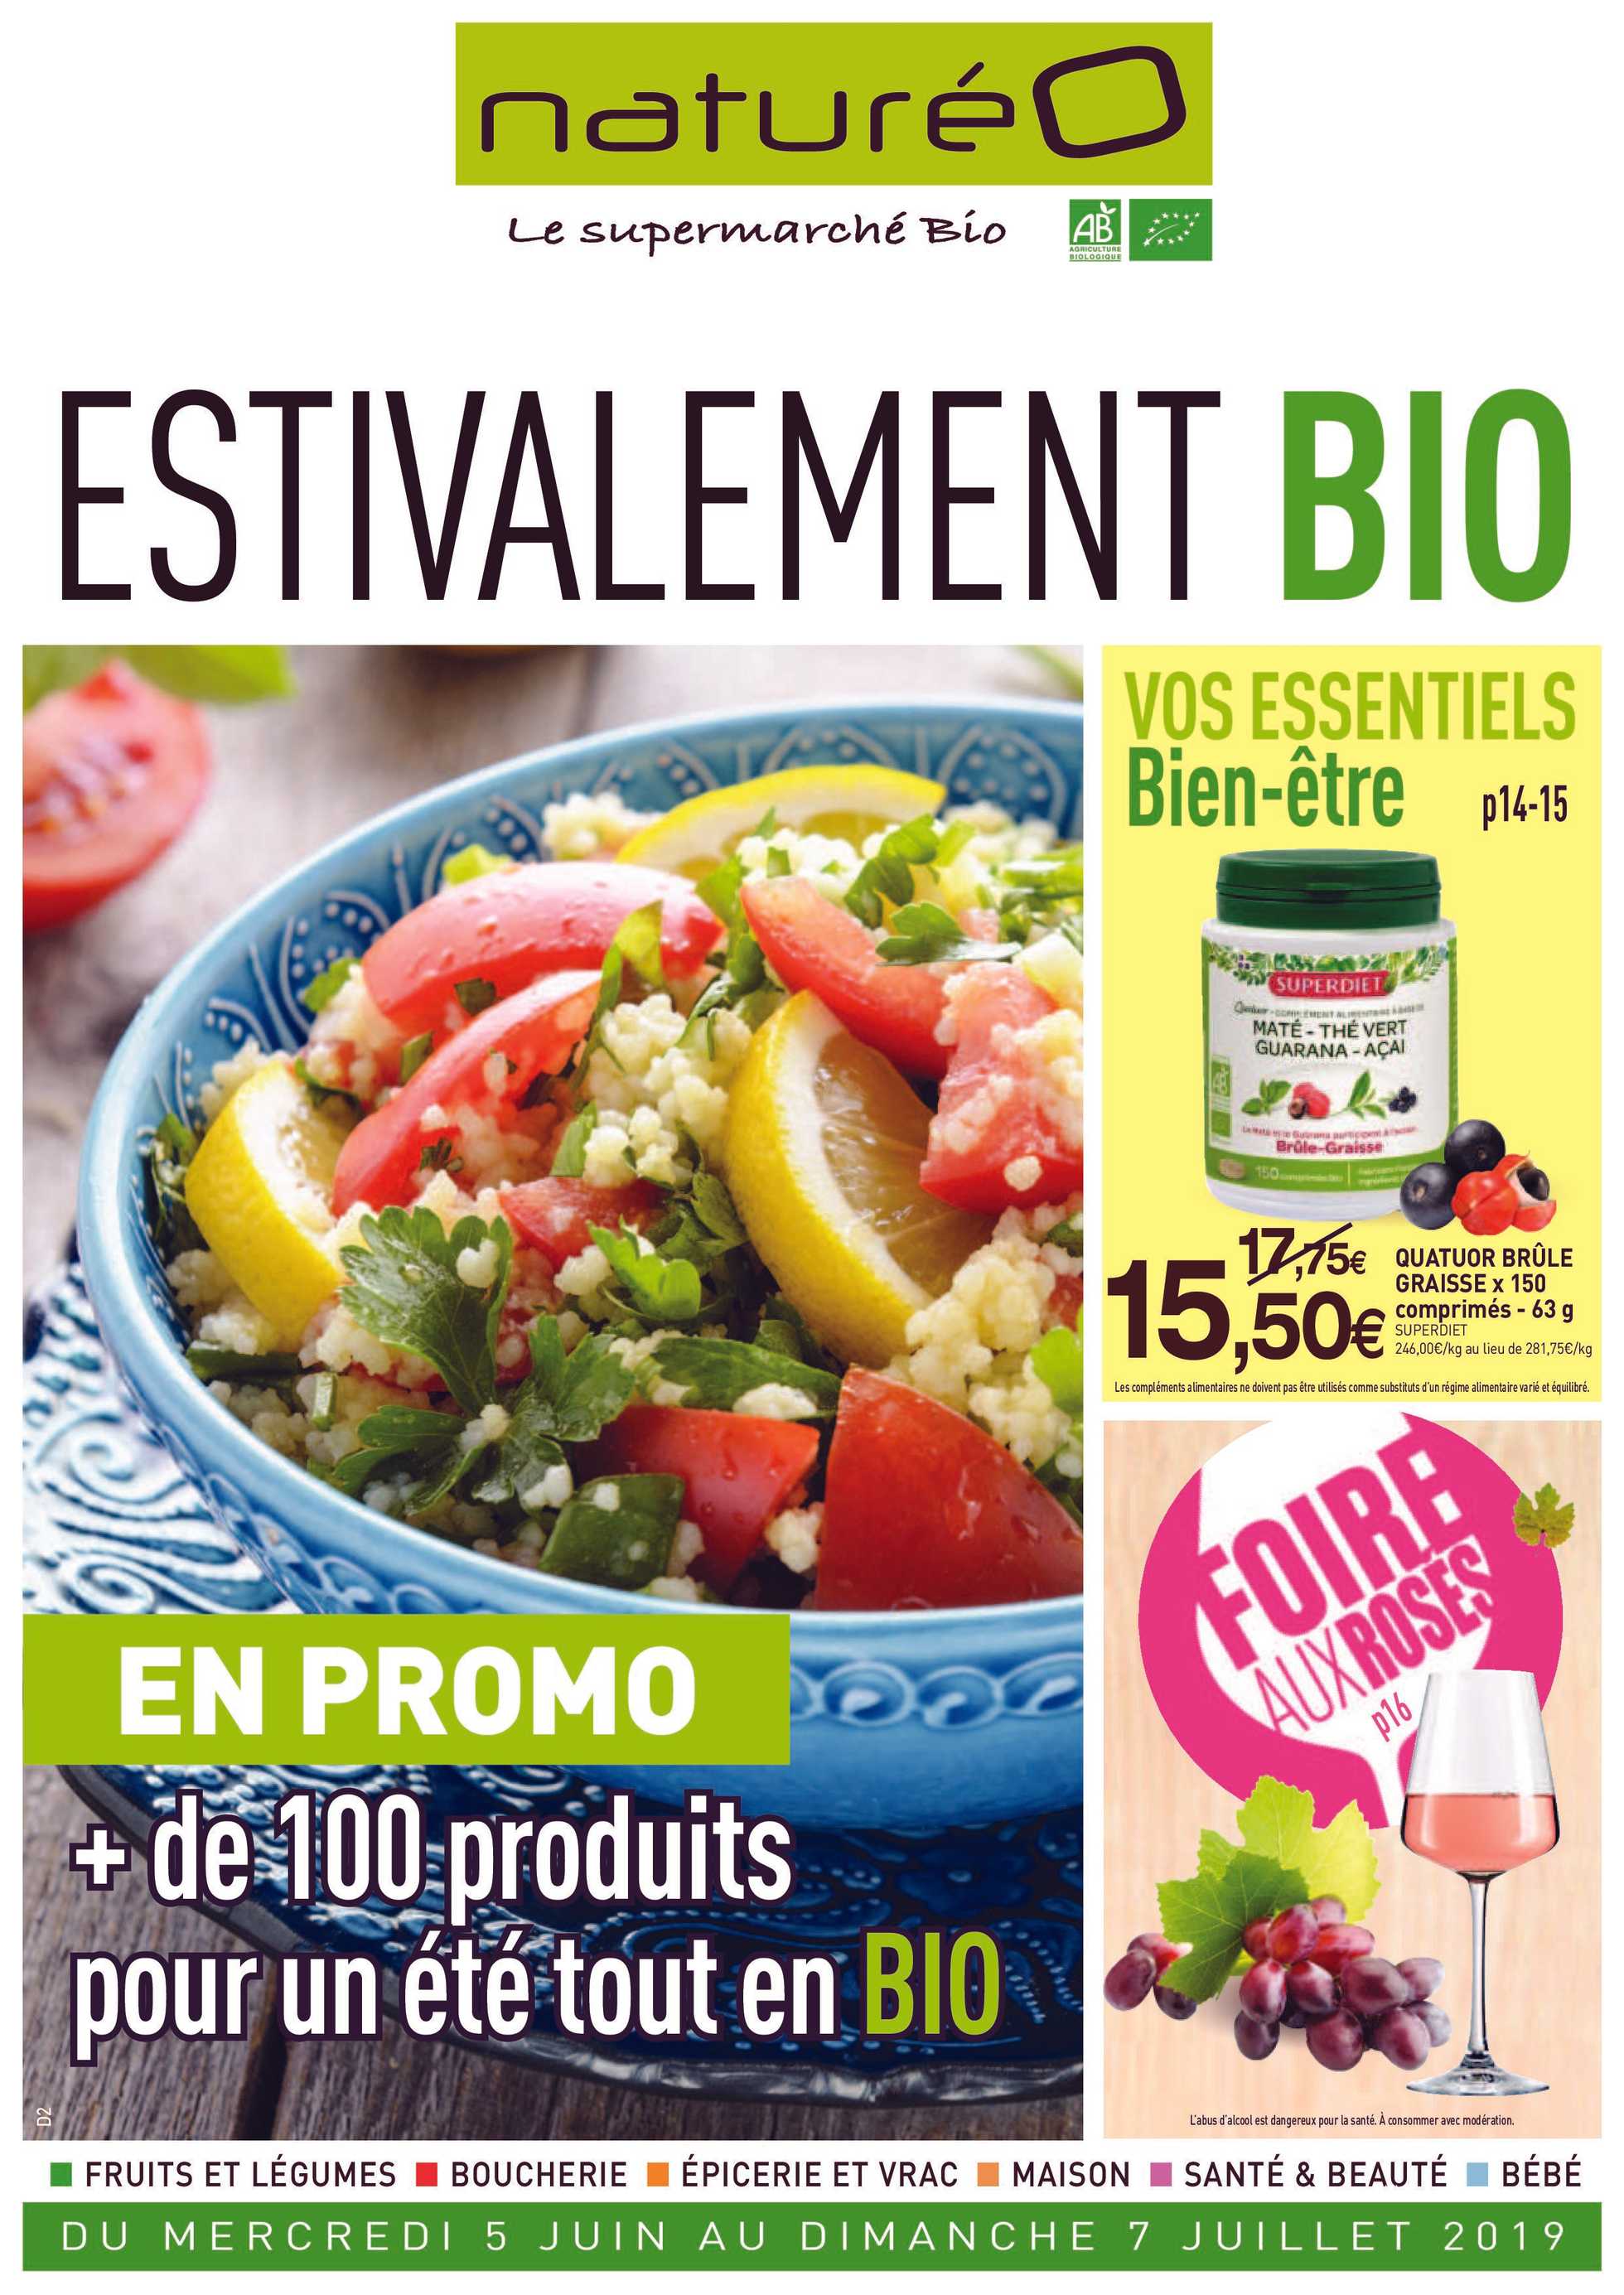 naturéO
Le supermarché Bio
AB
AGRICULTURE
BIOLOGIQUE
ESTIVALEMENT BIO
VOS ESSENTIELS
Bien-être
p14-15
SUPERDIET
MATÉ - THÉ VERT
GUARANA - AÇAI
AB
Brûle-Graisse
150
17,75€
15,50€
QUATUOR BRÛLE
GRAISSE x 150
comprimés - 63 g
SUPERDIET
246,00€/kg au lieu de 281,75€/kg
Les compléments alimentaires ne doivent pas être utilisés comme substituts d'un régime alimentaire varié et équilibré.
FOIRE
AUX ROSÉS
p16
L'abus d'alcool est dangereux pour la santé. À consommer avec modération.
EN PROMO
+ de 100 produits
pour un été tout en BIO
D2
FRUITS ET LÉGUMES BOUCHERIE ÉPICERIE ET VRAC MAISON SANTÉ & BEAUTÉ BÉBÉ
DU MERCREDI 5 JUIN AU DIMANCHE 7 JUILLET 2019